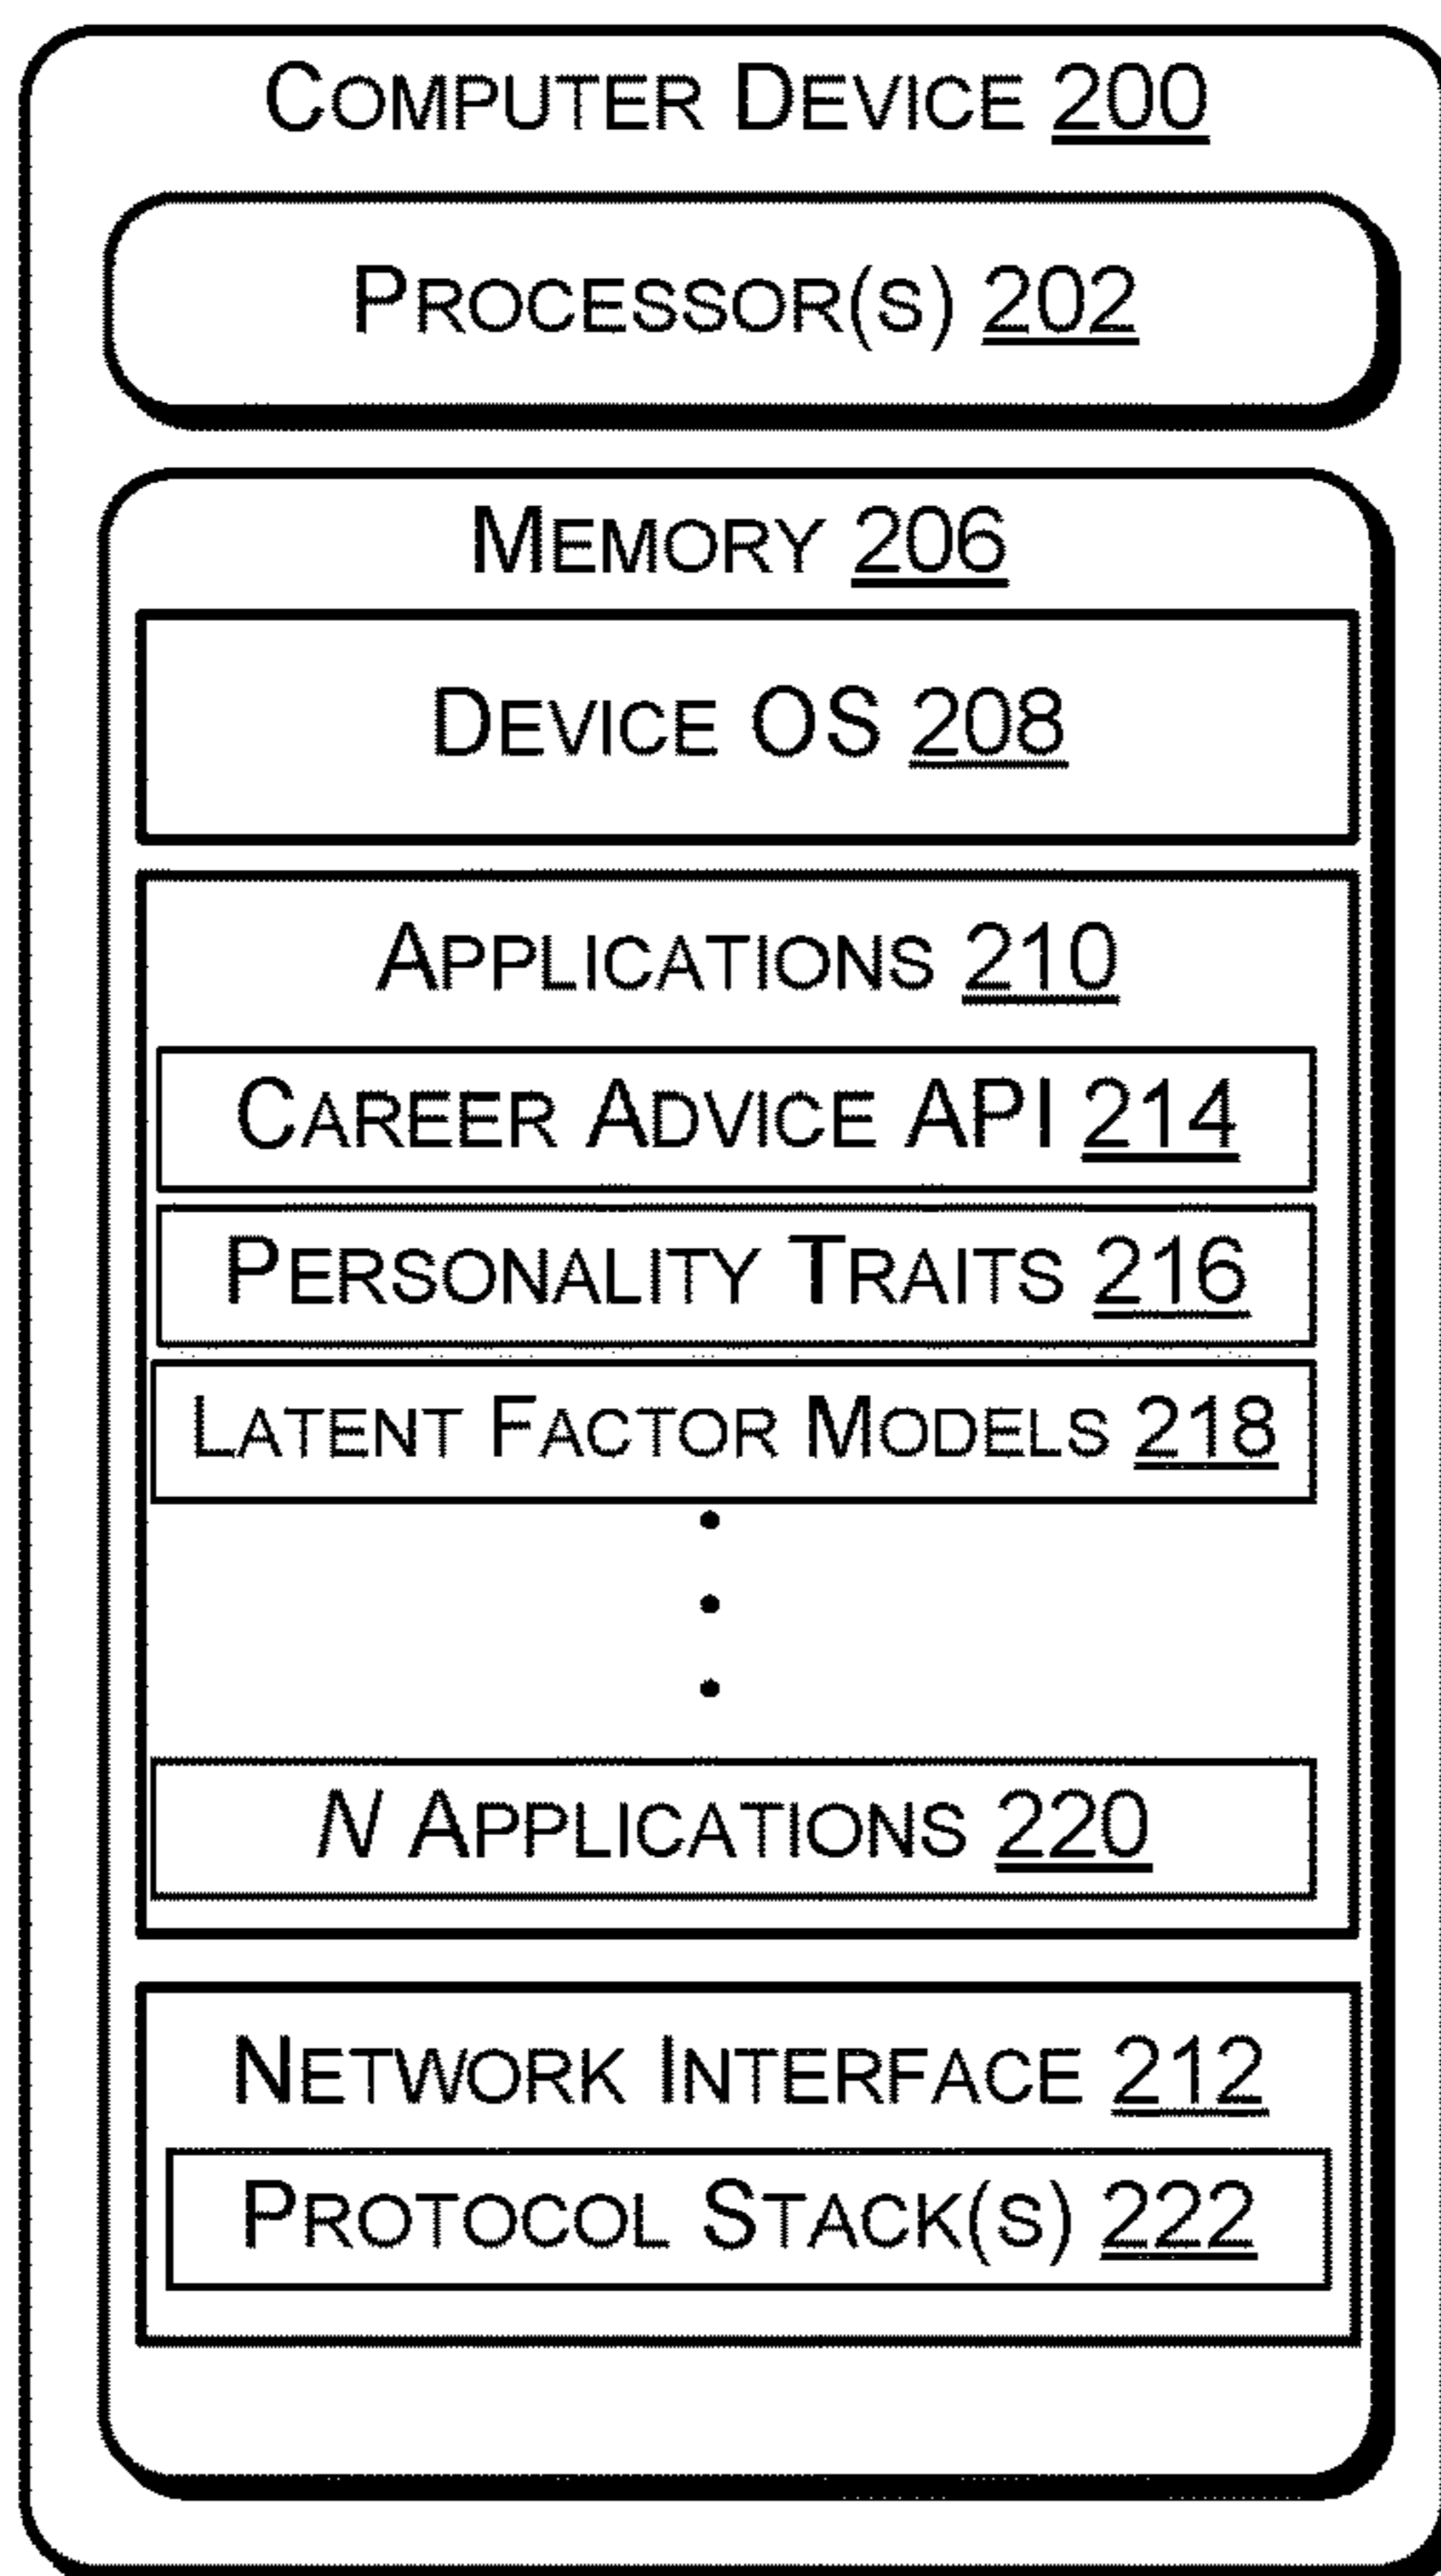 COMPUTER DEVICE 200
PROCESSOR(S) 202
MEMORY 206
DEVICE OS 208
APPLICATIONS 210
CAREER ADVICE API 214
PERSONALITY TRAITS 216
LATENT FACTOR MODELS 218
N APPLICATIONS 220
NETWORK INTERFACE 212
PROTOCOL STACK(S) 222